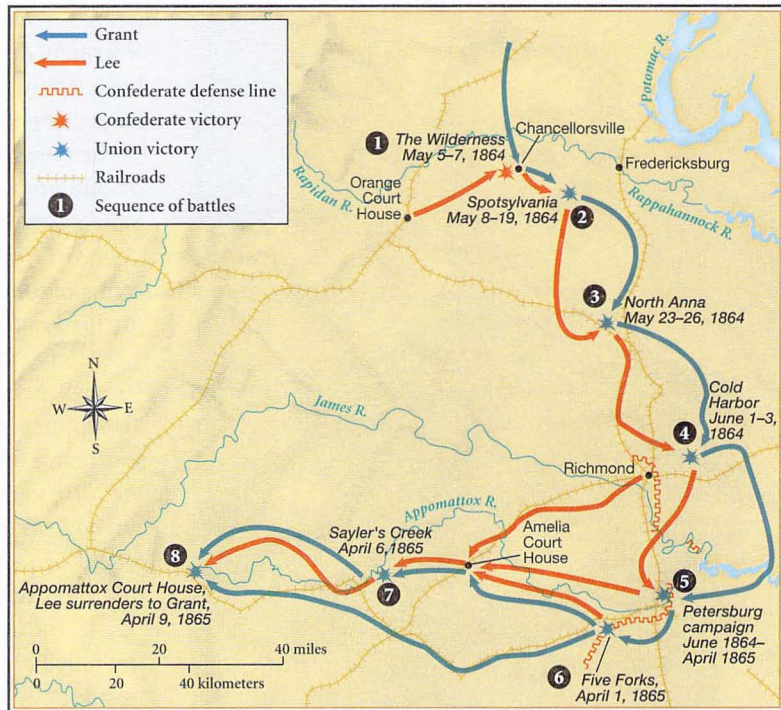 Grant
Lee
Confederate defense line
Confederate victory
Union victory
Railroads
1 Sequence of battles
Potomac R.
1
The Wilderness
May 5–7, 1864
Chancellorsville
Fredericksburg
Rapidan R.
Orange
Court
House
Spotsylvania
May 8–19, 1864
2
Rappahannock R.
3
North Anna
May 23–26, 1864
N
W E
S
James R.
Cold
Harbor
June 1–3,
1864
4
Richmond
Appomattox R.
Sayler's Creek
April 6,1865
Amelia
Court
House
8
7
5
Appomattox Court House,
Lee surrenders to Grant,
April 9, 1865
Petersburg
campaign
June 1864–
April 1865
6
Five Forks,
April 1, 1865
0 20 40 miles
0 20 40 kilometers